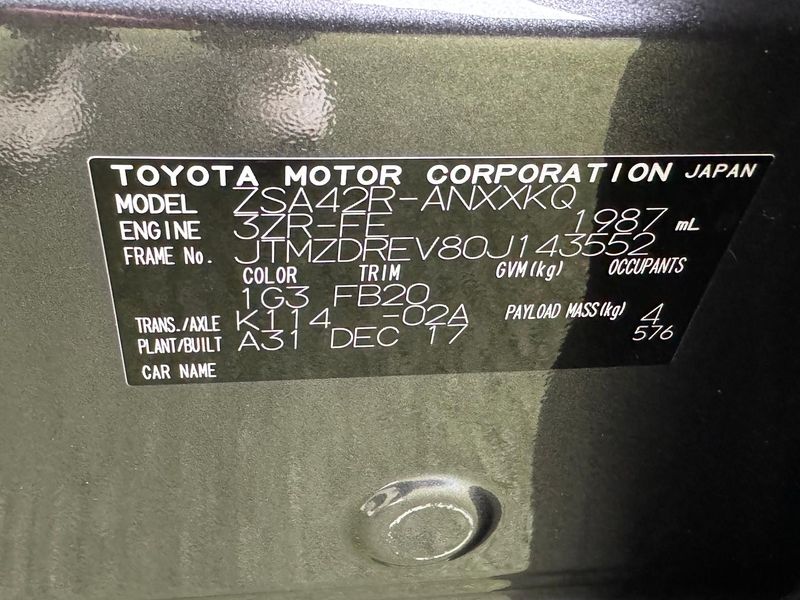 TOYOTA MOTOR CORPORATION JAPAN
MODEL ZSA42R-ANXXKQ
ENGINE 3ZR-FE 1987 mL
FRAME No. JTMZDREV80J143552
COLOR TRIM GVM(kg) OCCUPANTS
1G3 FB20
TRANS./AXLE K114 -02A PAYLOAD MASS(kg) 4
PLANT/BUILT A31 DEC 17 576
CAR NAME